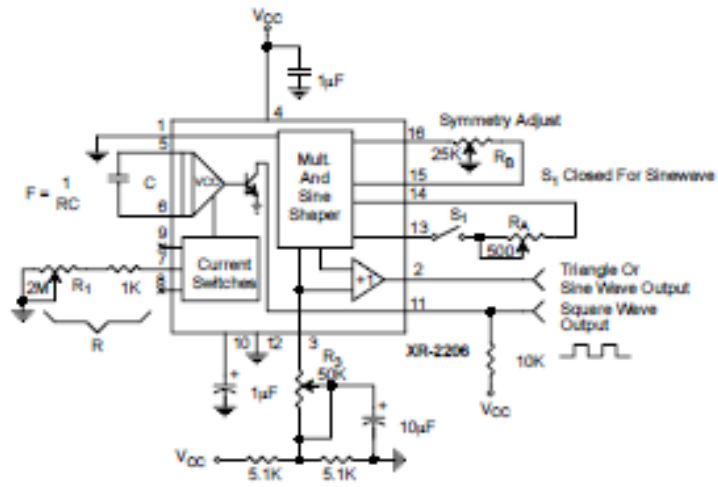 VCC
1µF
4
1
16
Symmetry Adjust
5
Mult.
And
Sine
Shaper
25K
RB
C
VCC
15
S1 Closed For Sinewave
14
F = 1
RC
6
13
S1
RA
500
9
7
8
Current
Switches
2M
R1
1K
R
+1
2
Triangle Or
Sine Wave Output
11
Square Wave
Output
10
12
3
XR-2206
R3
50K
10K
1µF
+
+
10µF
VCC
VCC
5.1K
5.1K